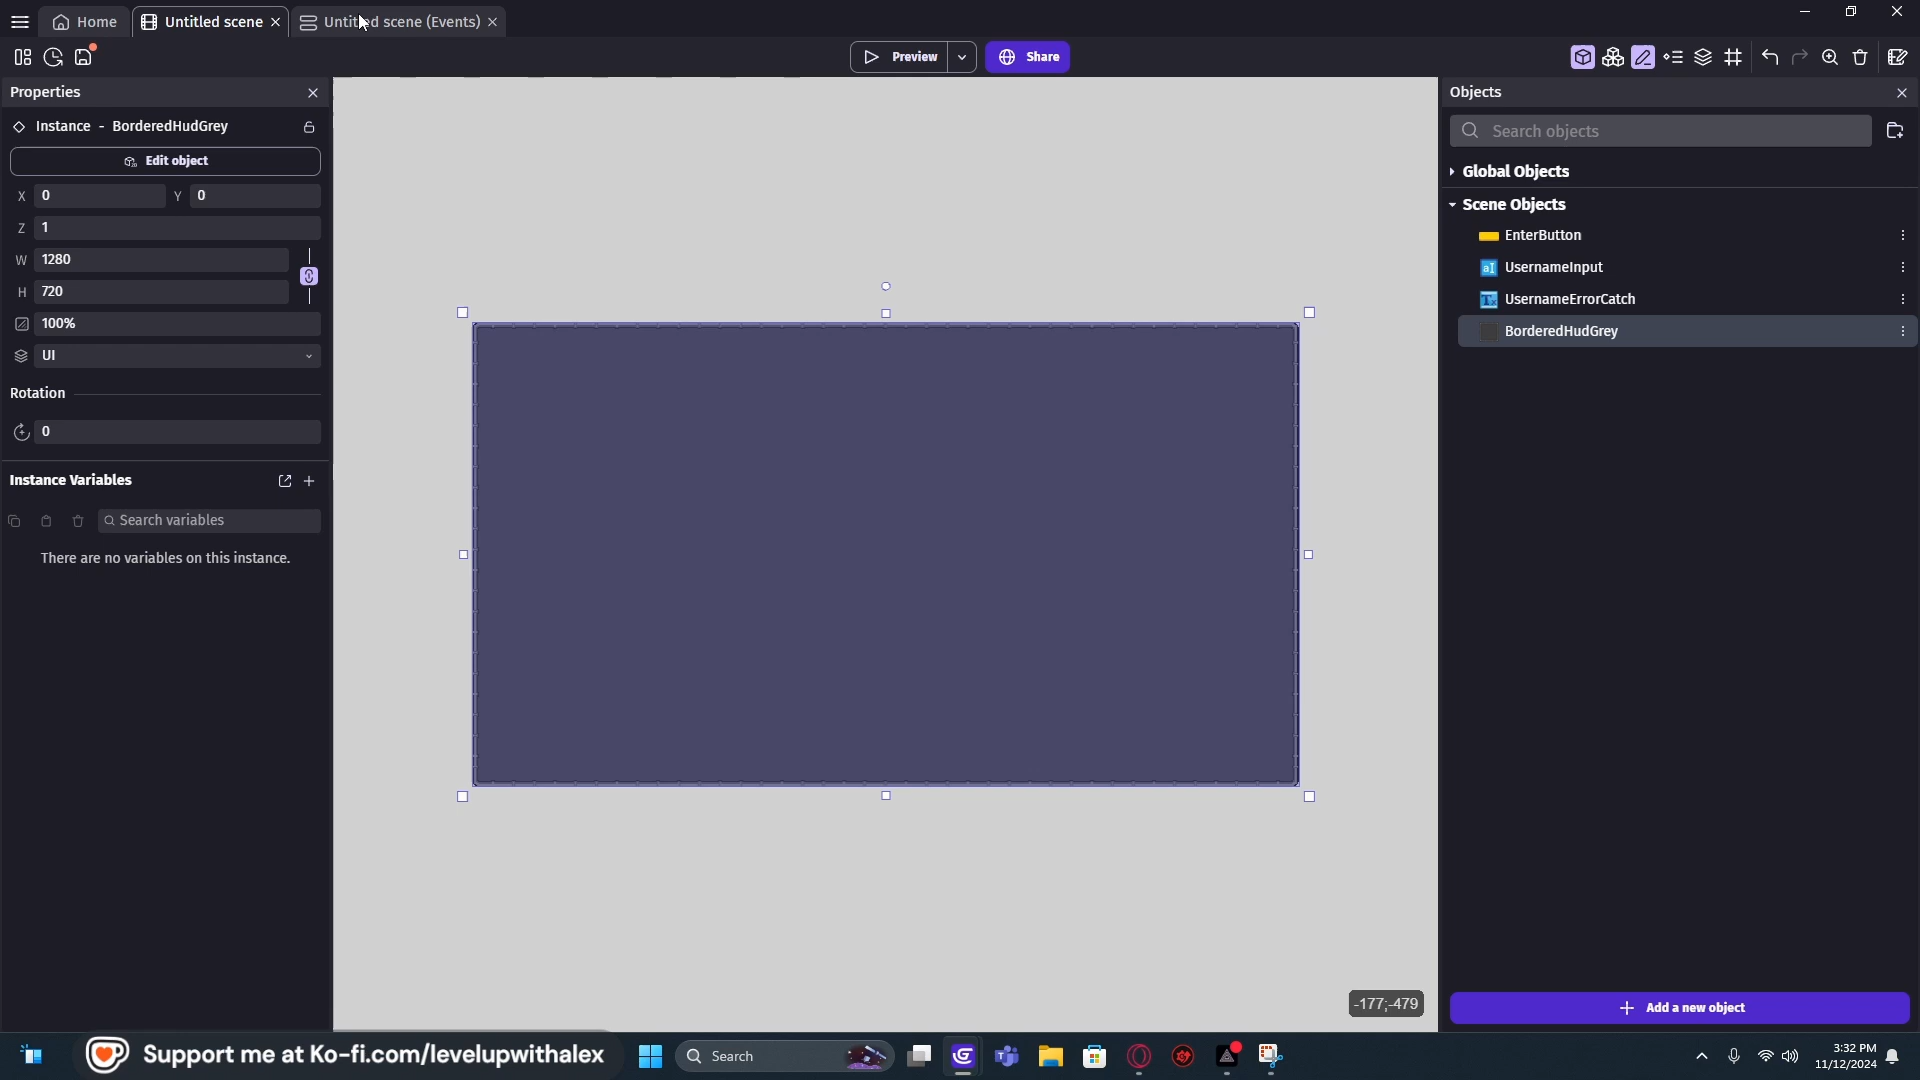 Home
Untitled scene
Untitled scene (Events)
Preview
Share
Properties
Instance - BorderedHudGrey
Edit object
X 0 Y 0
Z 1
W 1280
H 720
100%
UI
Rotation
0
Instance Variables
Search variables
There are no variables on this instance.
-177;-479
Objects
Search objects
Global Objects
Scene Objects
EnterButton
UsernameInput
UsernameErrorCatch
BorderedHudGrey
Add a new object
Support me at Ko-fi.com/levelupwithalex
Search
3:32 PM
11/12/2024